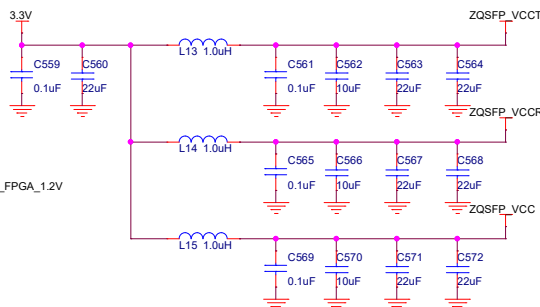 3.3V
ZQSFP_VCCT
L13 1.0uH
C559
C560
C561
C562
C563
C564
0.1uF
22uF
0.1uF
10uF
22uF
22uF
ZQSFP_VCCR
L14 1.0uH
C565
C566
C567
C568
0.1uF
10uF
22uF
22uF
_FPGA_1.2V
ZQSFP_VCC
L15 1.0uH
C569
C570
C571
C572
0.1uF
10uF
22uF
22uF